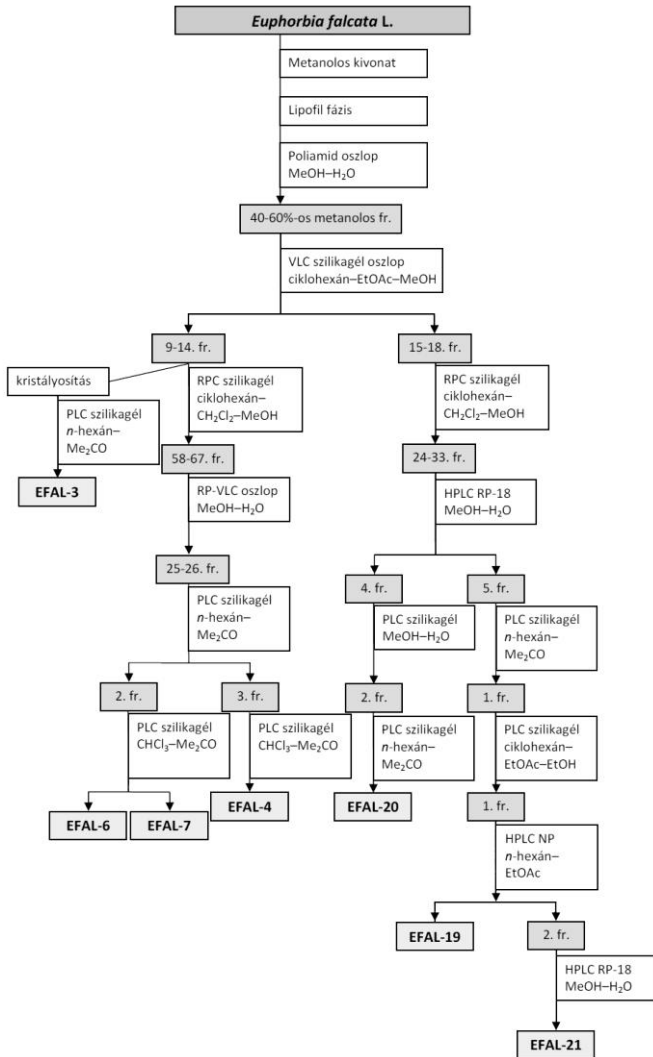 Euphorbia falcata L.
Metanolos kivonat
Lipofil fázis
Poliamid oszlop
MeOH–H₂O
40-60%-os metanolos fr.
VLC szilikagél oszlop
ciklohexán–EtOAc–MeOH
9-14. fr.
15-18. fr.
kristályosítás
RPC szilikagél
ciklohexán–
CH₂Cl₂–MeOH
RPC szilikagél
ciklohexán–
CH₂Cl₂–MeOH
PLC szilikagél
n-hexán–
Me₂CO
58-67. fr.
24-33. fr.
EFAL-3
RP-VLC oszlop
MeOH–H₂O
HPLC RP-18
MeOH–H₂O
25-26. fr.
4. fr.
5. fr.
PLC szilikagél
n-hexán–
Me₂CO
PLC szilikagél
MeOH–H₂O
PLC szilikagél
n-hexán–
Me₂CO
2. fr.
3. fr.
2. fr.
1. fr.
PLC szilikagél
CHCl₃–Me₂CO
PLC szilikagél
CHCl₃–Me₂CO
PLC szilikagél
n-hexán–
Me₂CO
PLC szilikagél
ciklohexán–
EtOAc–EtOH
EFAL-6
EFAL-7
EFAL-4
EFAL-20
1. fr.
HPLC NP
n-hexán–
EtOAc
EFAL-19
2. fr.
HPLC RP-18
MeOH–H₂O
EFAL-21